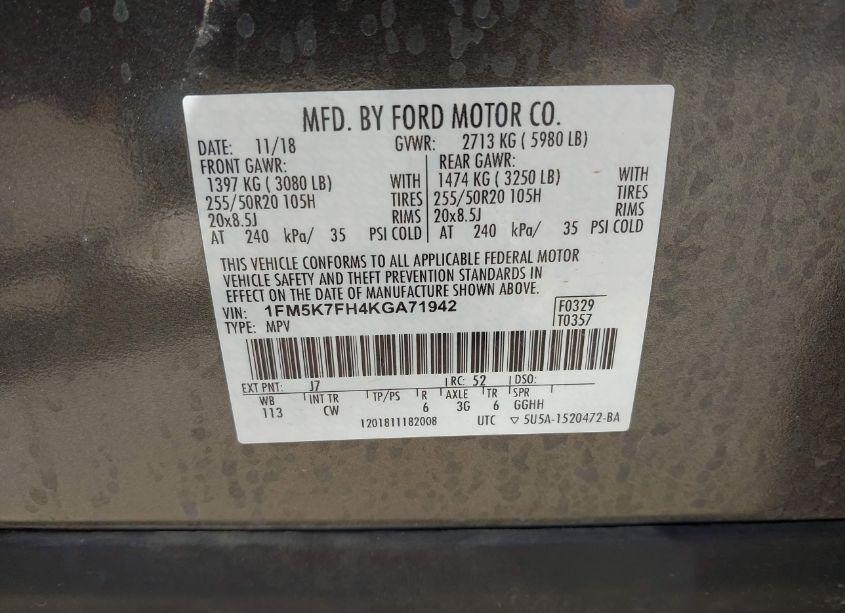 MFD. BY FORD MOTOR CO.
DATE: 11/18 GVWR: 2713 KG ( 5980 LB)
FRONT GAWR: REAR GAWR:
1397 KG ( 3080 LB) WITH 1474 KG ( 3250 LB) WITH
255/50R20 105H TIRES 255/50R20 105H TIRES
20x8.5J RIMS 20x8.5J RIMS
AT 240 kPa/ 35 PSI COLD AT 240 kPa/ 35 PSI COLD
THIS VEHICLE CONFORMS TO ALL APPLICABLE FEDERAL MOTOR
VEHICLE SAFETY AND THEFT PREVENTION STANDARDS IN
EFFECT ON THE DATE OF MANUFACTURE SHOWN ABOVE.
VIN: 1FM5K7FH4KGA71942 F0329
TYPE: MPV T0357
EXT PNT: J7 RC: 52 DSO:
WB INT TR TP/PS R AXLE TR SPR
113 CW 6 3G 6 GGHH
1201811182008 UTC ▽ 5U5A-1520472-BA